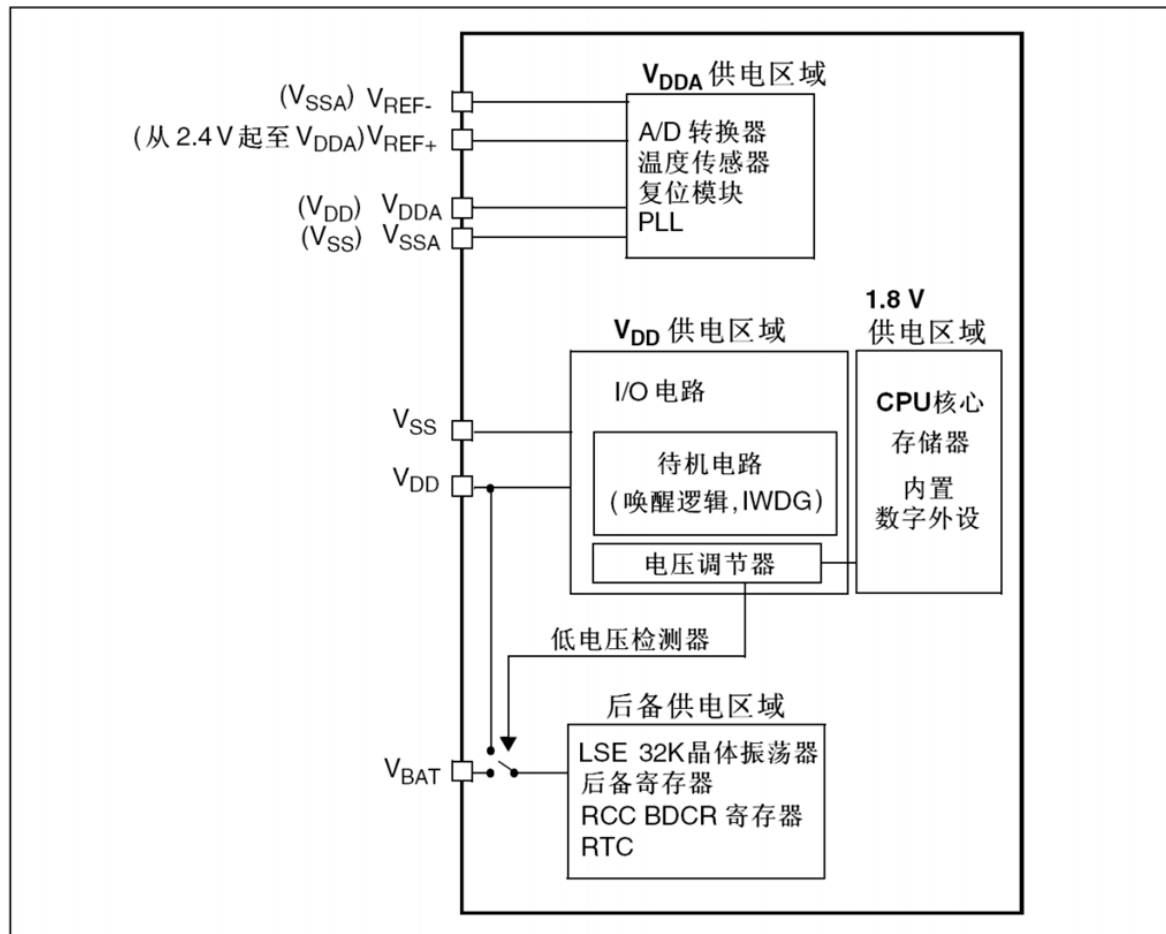 VDDA 供电区域
(VSSA) VREF-
(从 2.4 V 起至 VDDA)VREF+
(VDD) VDDA
(VSS) VSSA
A/D 转换器
温度传感器
复位模块
PLL
1.8 V
供电区域
VDD 供电区域
I/O 电路
CPU核心
存储器
内置
数字外设
VSS
VDD
待机电路
(唤醒逻辑,IWDG)
电压调节器
低电压检测器
后备供电区域
VBAT
LSE 32K晶体振荡器
后备寄存器
RCC BDCR 寄存器
RTC